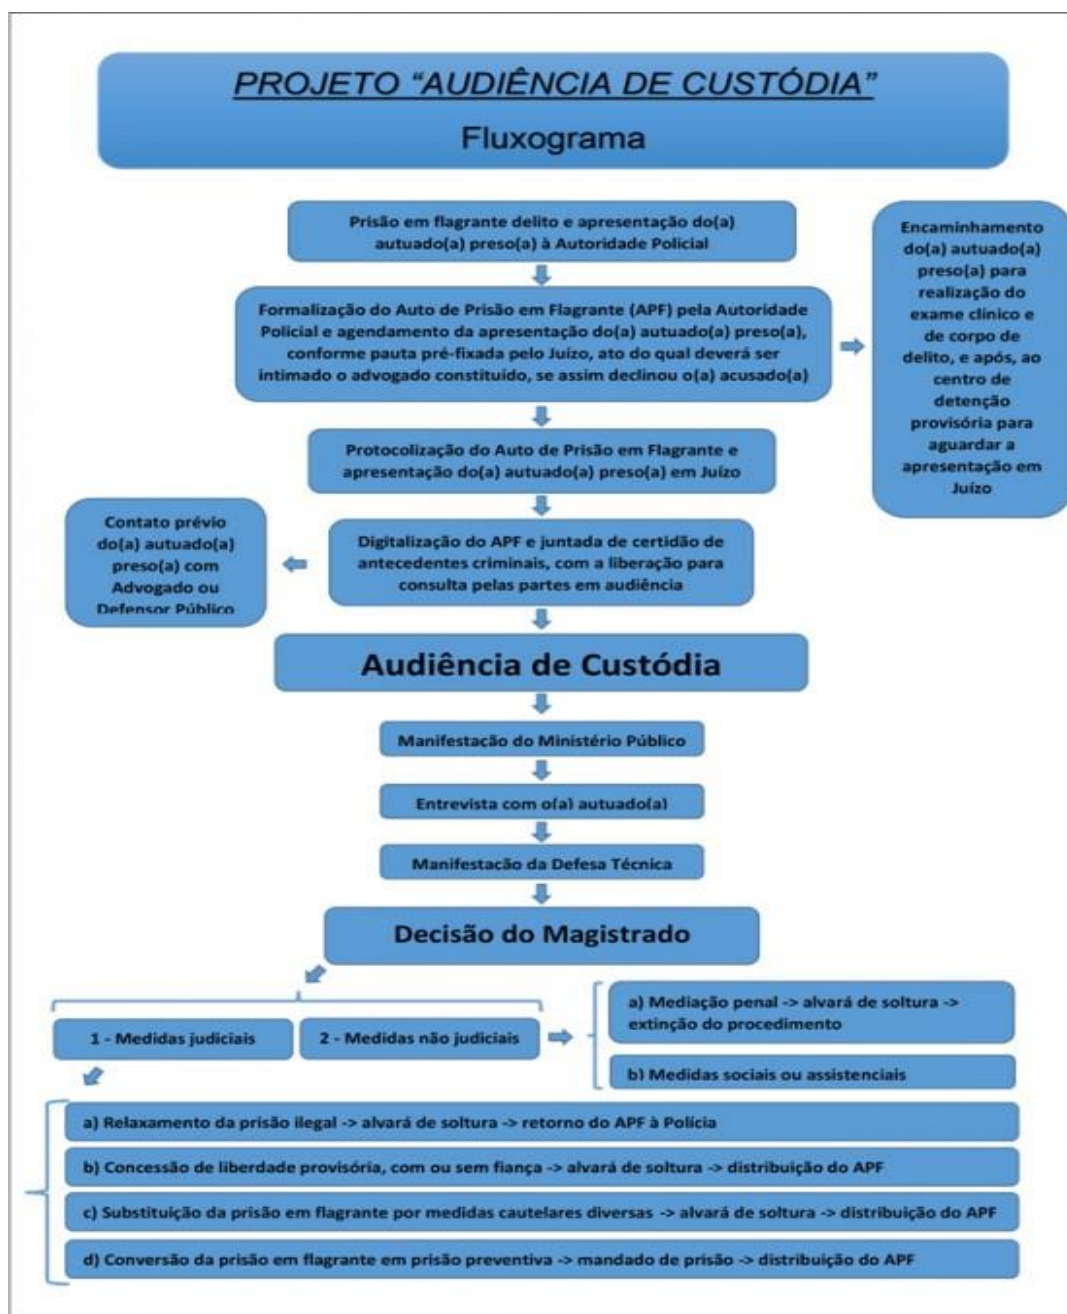 PROJETO “AUDIÊNCIA DE CUSTÓDIA”
Fluxograma
Prisão em flagrante delito e apresentação do(a)
autuado(a) preso(a) à Autoridade Policial
Encaminhamento
do(a) autuado(a)
preso(a) para
realização do
exame clínico e
de corpo de
delito, e após, ao
centro de
detenção
provisória para
aguardar a
apresentação em
Juízo
Formalização do Auto de Prisão em Flagrante (APF) pela Autoridade
Policial e agendamento da apresentação do(a) autuado(a) preso(a),
conforme pauta pré-fixada pelo Juízo, ato do qual deverá ser
intimado o advogado constituído, se assim declinou o(a) acusado(a)
Protocolização do Auto de Prisão em Flagrante e
apresentação do(a) autuado(a) preso(a) em Juízo
Contato prévio
do(a) autuado(a)
preso(a) com
Advogado ou
Defensor Público
Digitalização do APF e juntada de certidão de
antecedentes criminais, com a liberação para
consulta pelas partes em audiência
Audiência de Custódia
Manifestação do Ministério Público
Entrevista com o(a) autuado(a)
Manifestação da Defesa Técnica
Decisão do Magistrado
1 - Medidas judiciais
2 - Medidas não judiciais
a) Mediação penal -> alvará de soltura ->
extinção do procedimento
b) Medidas sociais ou assistenciais
a) Relaxamento da prisão ilegal -> alvará de soltura -> retorno do APF à Polícia
b) Concessão de liberdade provisória, com ou sem fiança -> alvará de soltura -> distribuição do APF
c) Substituição da prisão em flagrante por medidas cautelares diversas -> alvará de soltura -> distribuição do APF
d) Conversão da prisão em flagrante em prisão preventiva -> mandado de prisão -> distribuição do APF